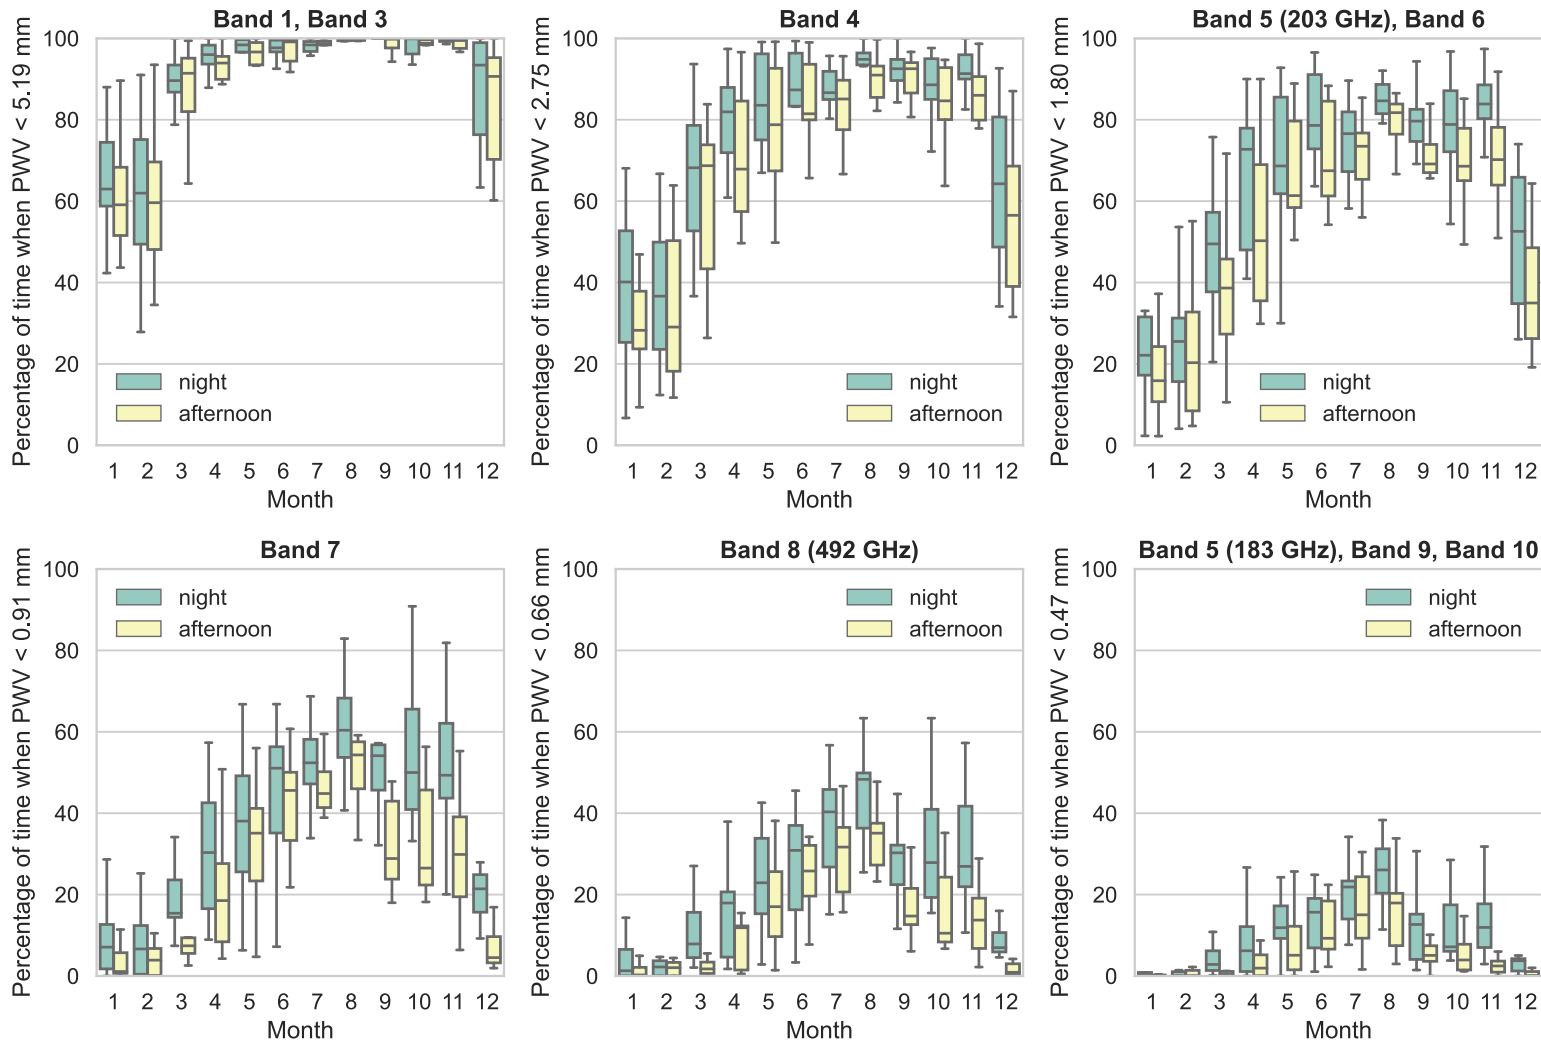 Band 1, Band 3
Percentage of time when PWV < 5.19 mm
100
80
60
40
20
0
night
afternoon
1 2 3 4 5 6 7 8 9 10 11 12
Month
Band 4
Percentage of time when PWV < 2.75 mm
100
80
60
40
20
0
night
afternoon
1 2 3 4 5 6 7 8 9 10 11 12
Month
Band 5 (203 GHz), Band 6
Percentage of time when PWV < 1.80 mm
100
80
60
40
20
0
night
afternoon
1 2 3 4 5 6 7 8 9 10 11 12
Month
Band 7
Percentage of time when PWV < 0.91 mm
100
80
60
40
20
0
night
afternoon
1 2 3 4 5 6 7 8 9 10 11 12
Month
Band 8 (492 GHz)
Percentage of time when PWV < 0.66 mm
100
80
60
40
20
0
night
afternoon
1 2 3 4 5 6 7 8 9 10 11 12
Month
Band 5 (183 GHz), Band 9, Band 10
Percentage of time when PWV < 0.47 mm
100
80
60
40
20
0
night
afternoon
1 2 3 4 5 6 7 8 9 10 11 12
Month